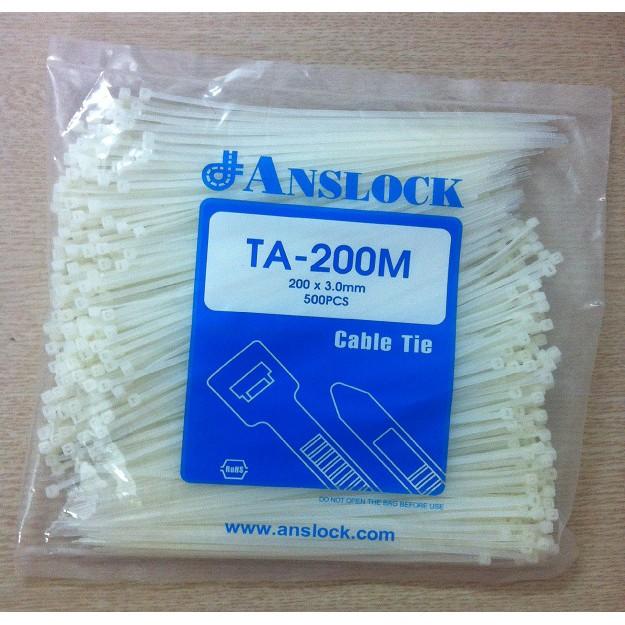 ANSLOCK
TA-200M
200 x 3.0mm
500PCS
Cable Tie
RoHS
DO NOT OPEN THE BAG BEFORE USE
www.anslock.com